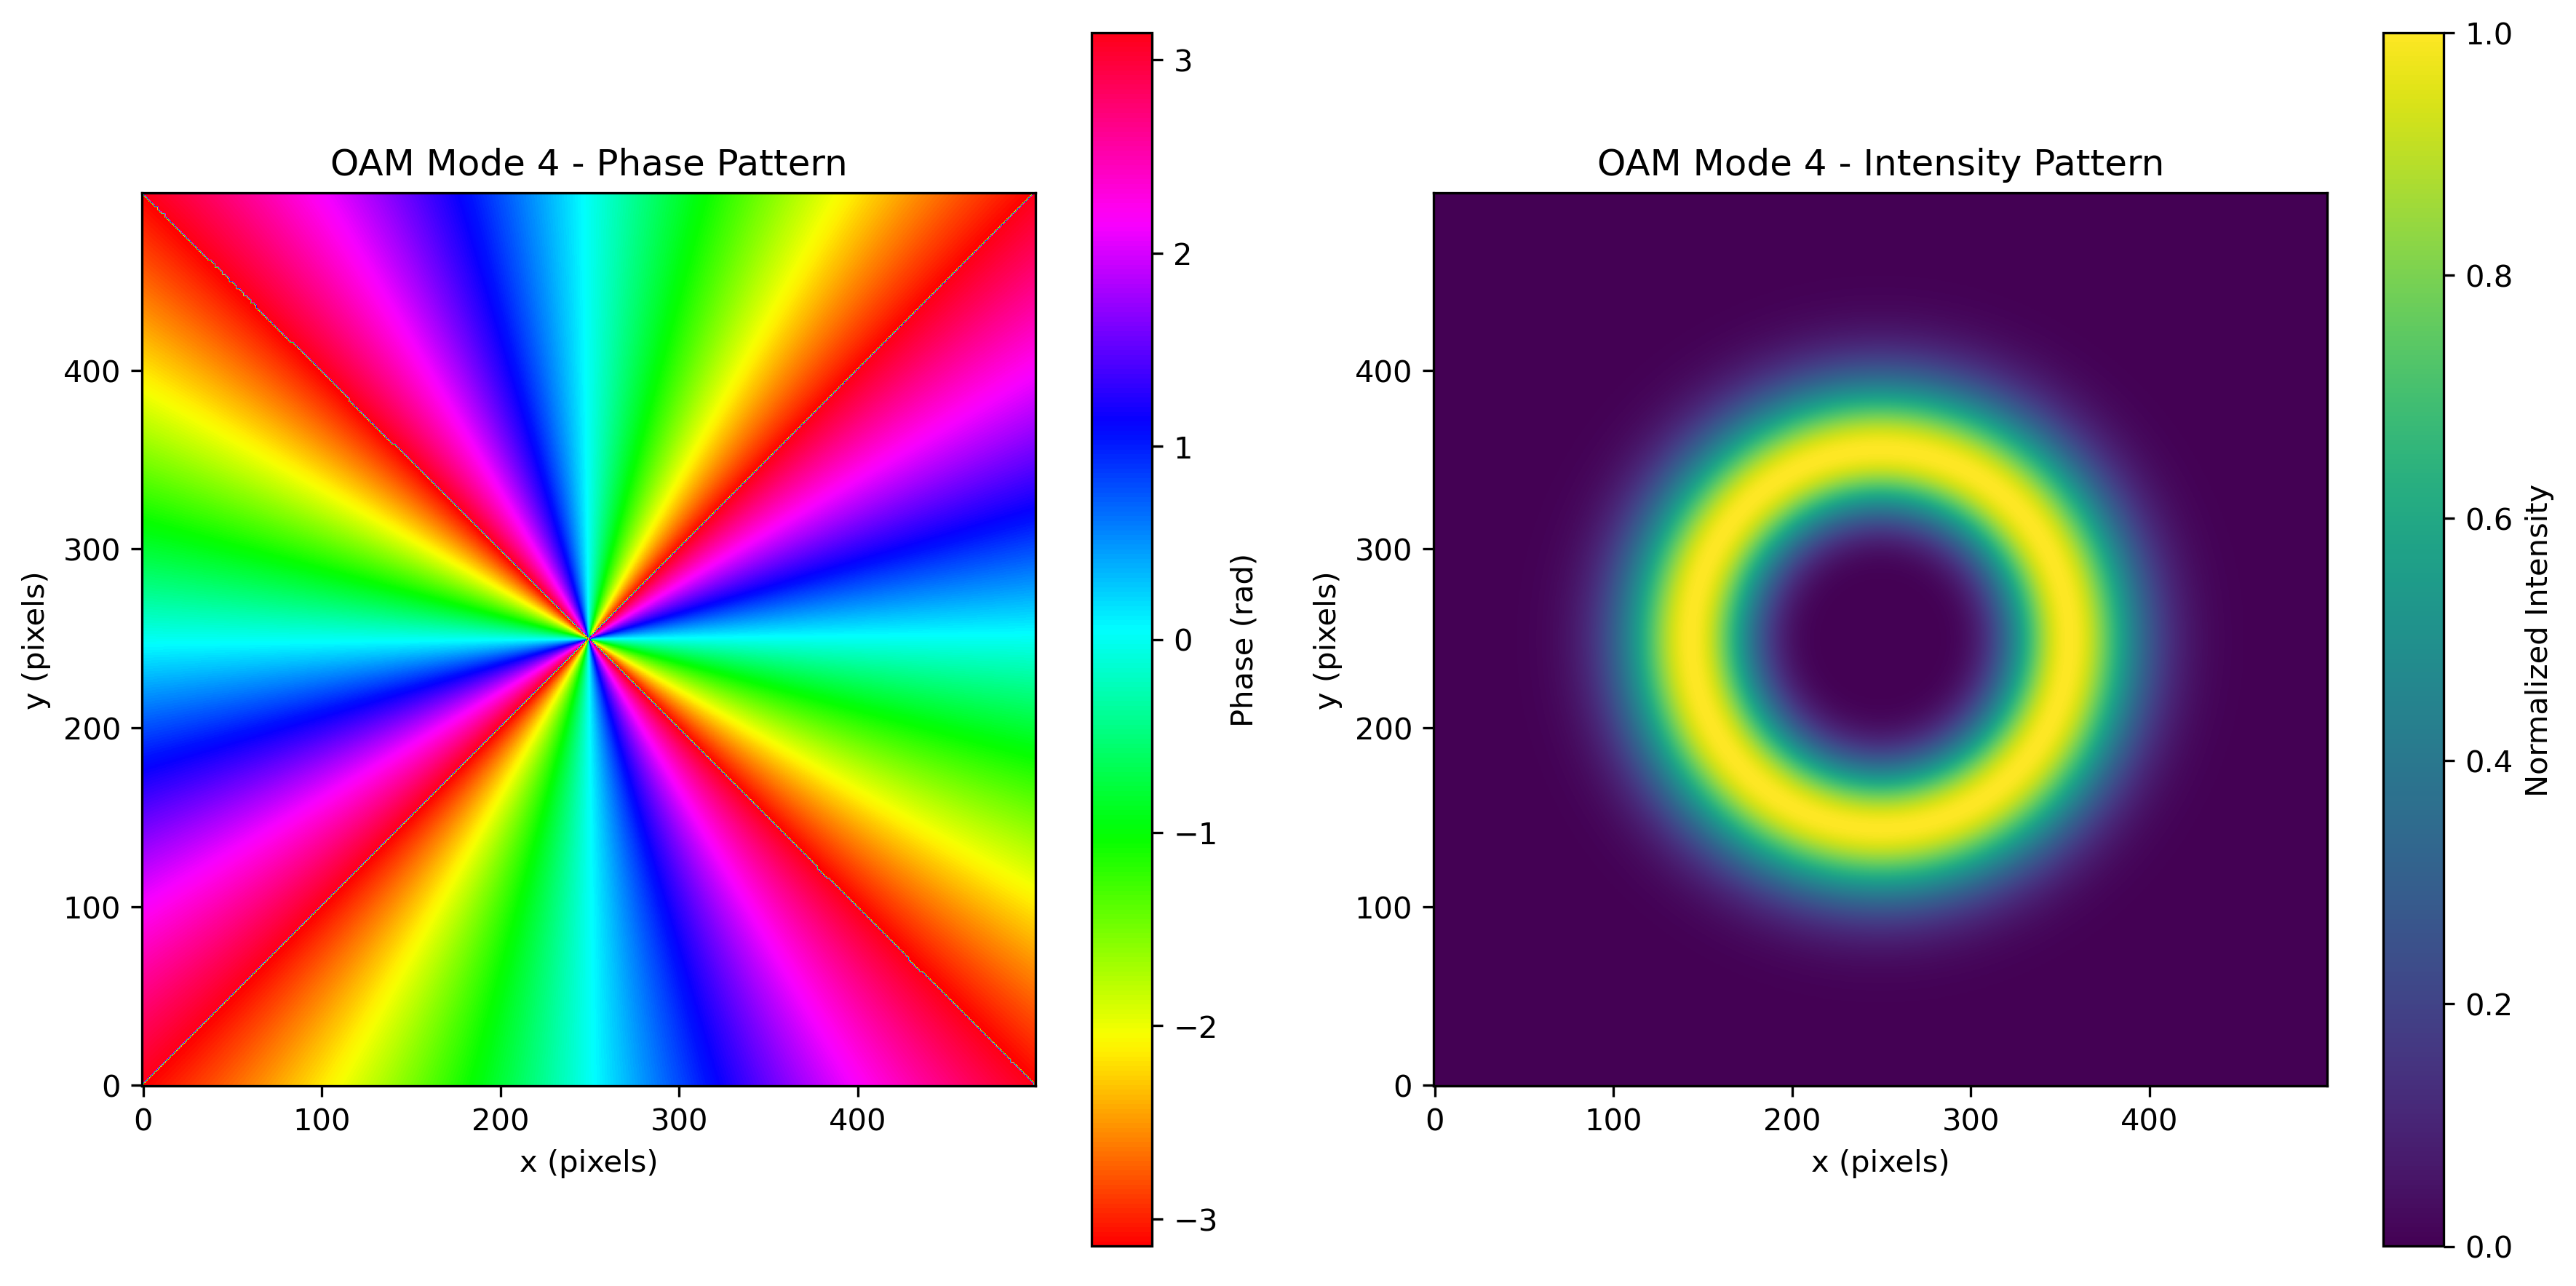 OAM Mode 4 - Phase Pattern
400
300
200
100
0
y (pixels)
0 100 200 300 400
x (pixels)
3
2
1
0
−1
−2
−3
Phase (rad)
OAM Mode 4 - Intensity Pattern
400
300
200
100
0
y (pixels)
0 100 200 300 400
x (pixels)
1.0
0.8
0.6
0.4
0.2
0.0
Normalized Intensity